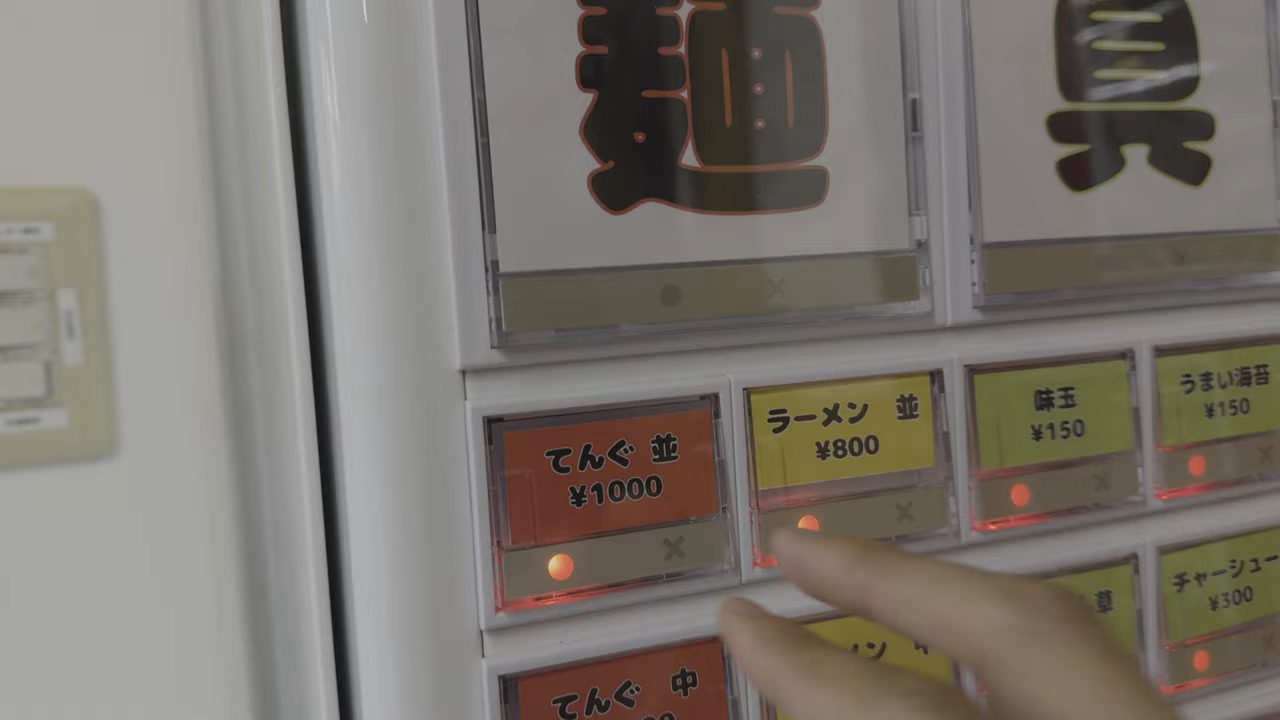 麺
具
てんぐ 並
¥1000
ラーメン 並
¥800
味玉
¥150
うまい海苔
¥150
草
チャーシュー
¥300
てんぐ 中